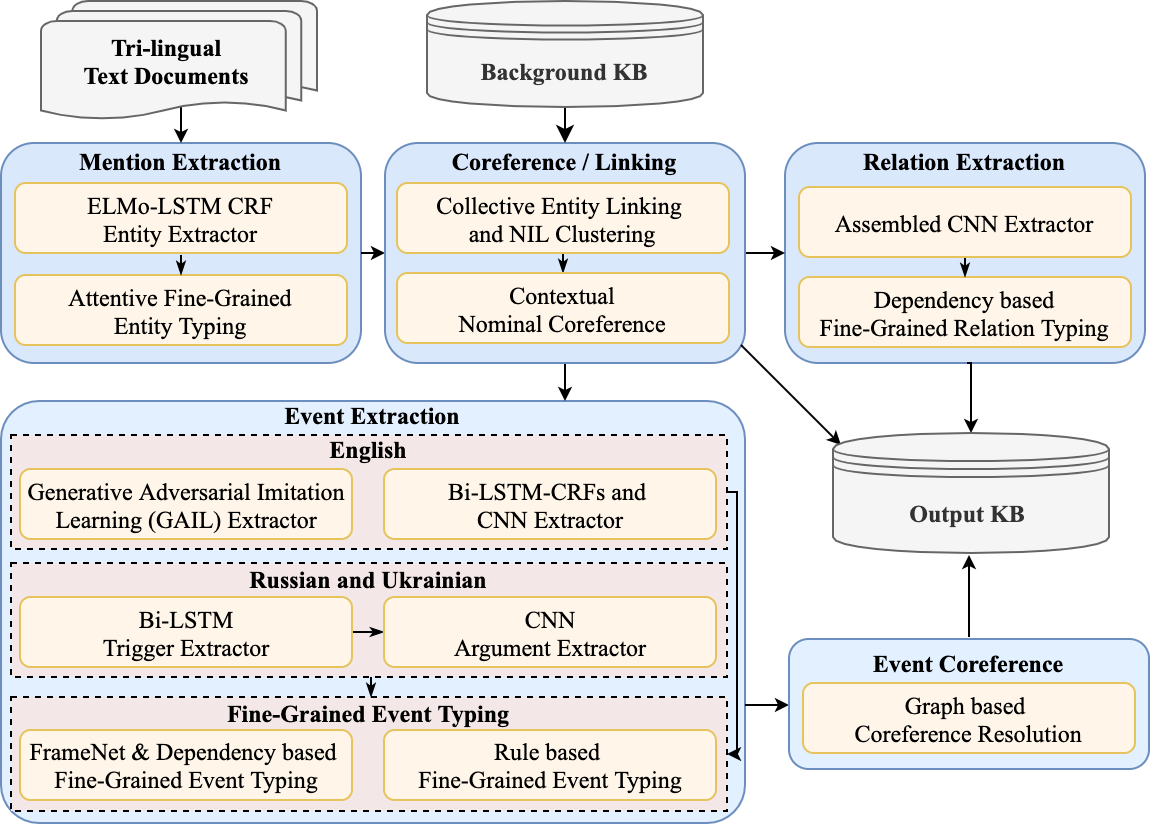 Tri-lingual
Text Documents
Background KB
Mention Extraction
ELMo-LSTM CRF
Entity Extractor
Attentive Fine-Grained
Entity Typing
Coreference / Linking
Collective Entity Linking
and NIL Clustering
Contextual
Nominal Coreference
Relation Extraction
Assembled CNN Extractor
Dependency based
Fine-Grained Relation Typing
Event Extraction
English
Generative Adversarial Imitation
Learning (GAIL) Extractor
Bi-LSTM-CRFs and
CNN Extractor
Russian and Ukrainian
Bi-LSTM
Trigger Extractor
CNN
Argument Extractor
Fine-Grained Event Typing
FrameNet & Dependency based
Fine-Grained Event Typing
Rule based
Fine-Grained Event Typing
Output KB
Event Coreference
Graph based
Coreference Resolution